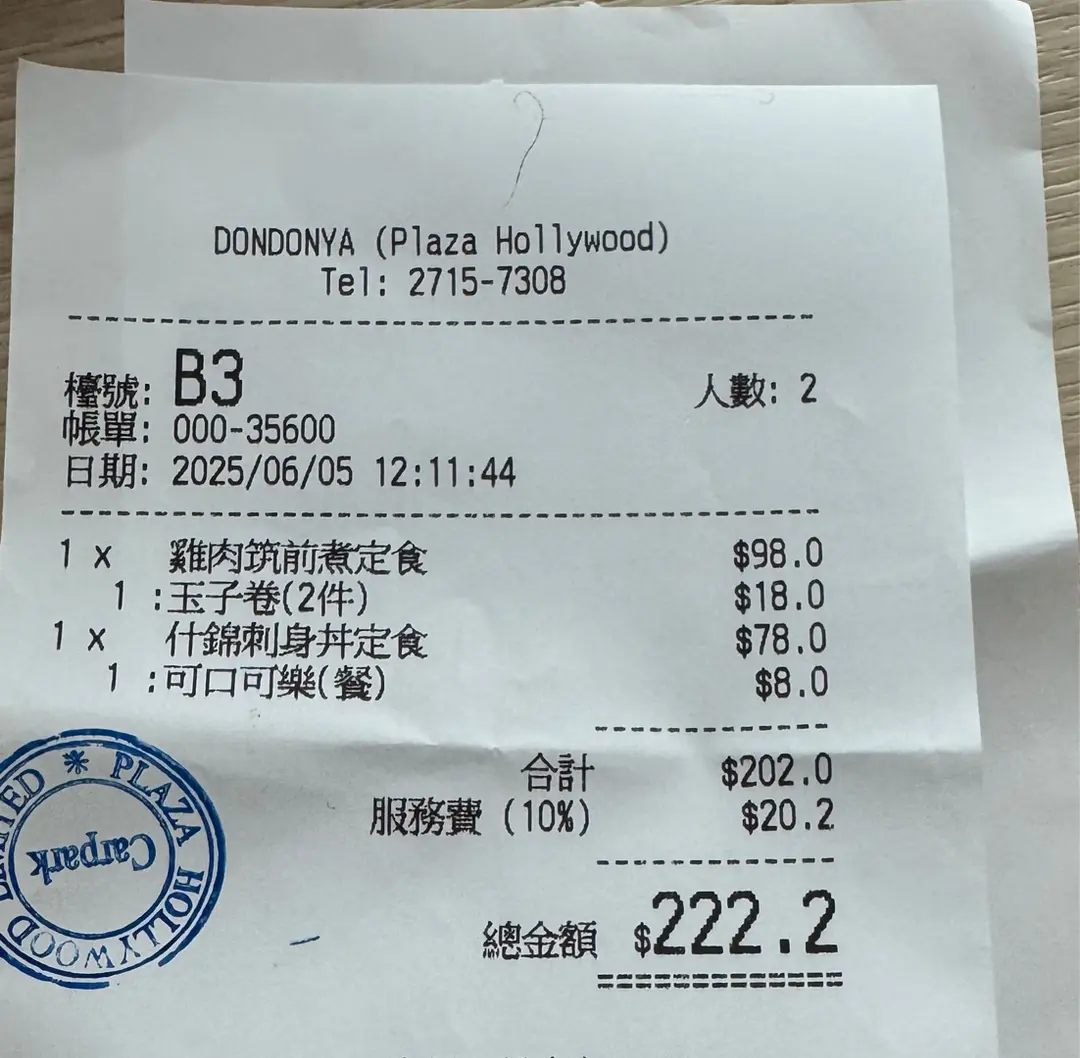 DONDONYA (Plaza Hollywood)
Tel: 2715-7308
檯號: B3 人數: 2
帳單: 000-35600
日期: 2025/06/05 12:11:44
1 x 雞肉筑前煮定食 $98.0
1 :玉子卷(2件) $18.0
1 x 什錦刺身丼定食 $78.0
1 :可口可樂(餐) $8.0
合計 $202.0
服務費 (10%) $20.2
總金額 $222.2
PLAZA HOLLYWOOD
Carpark